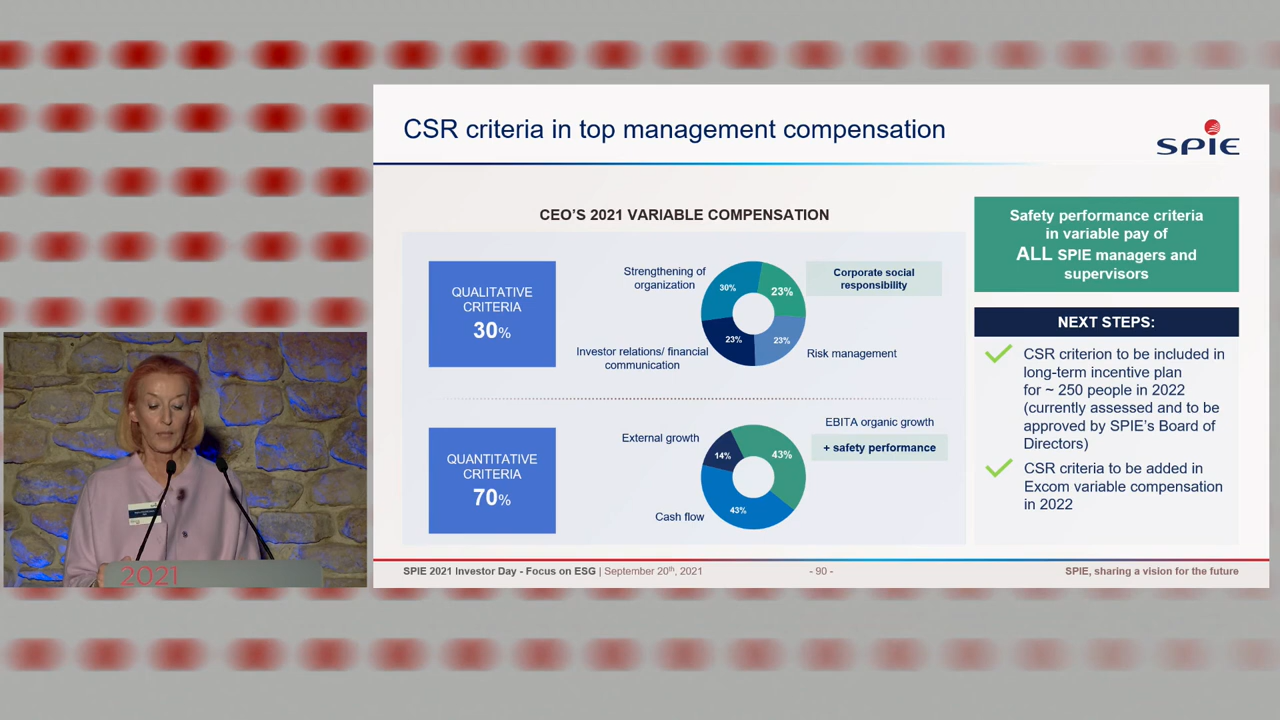 CSR criteria in top management compensation
SPIE
CEO'S 2021 VARIABLE COMPENSATION
QUALITATIVE
CRITERIA
30%
Strengthening of
organization
30%
23%
23%
23%
Corporate social
responsibility
Investor relations/ financial
communication
Risk management
QUANTITATIVE
CRITERIA
70%
External growth
14%
43%
43%
EBITA organic growth
+ safety performance
Cash flow
Safety performance criteria
in variable pay of
ALL SPIE managers and
supervisors
NEXT STEPS:
CSR criterion to be included in
long-term incentive plan
for ~ 250 people in 2022
(currently assessed and to be
approved by SPIE's Board of
Directors)
CSR criteria to be added in
Excom variable compensation
in 2022
SPIE 2021 Investor Day - Focus on ESG | September 20th, 2021
- 90 -
SPIE, sharing a vision for the future
2021